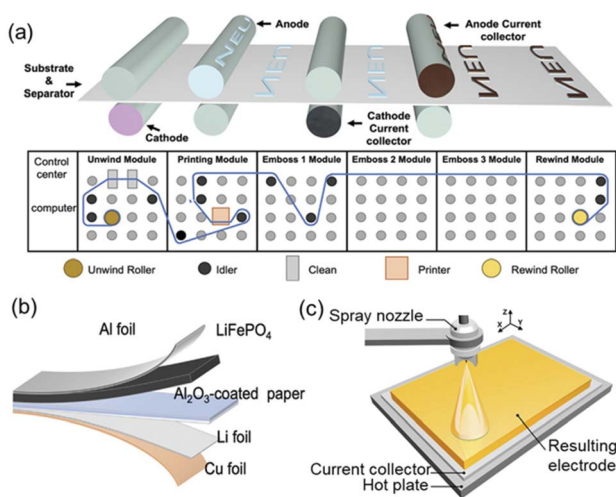 (a)
Anode
Anode Current
collector
NEU
NEU
NEU
NEU
NEU
Substrate
&
Separator
Cathode
Cathode
Current
collector
Control
center
computer
Unwind Module
Printing Module
Emboss 1 Module
Emboss 2 Module
Emboss 3 Module
Rewind Module
Unwind Roller
Idler
Clean
Printer
Rewind Roller
(b)
Al foil
LiFePO4
Al2O3-coated paper
Li foil
Cu foil
(c)
Spray nozzle
Z
X
Y
Resulting
electrode
Current collector
Hot plate